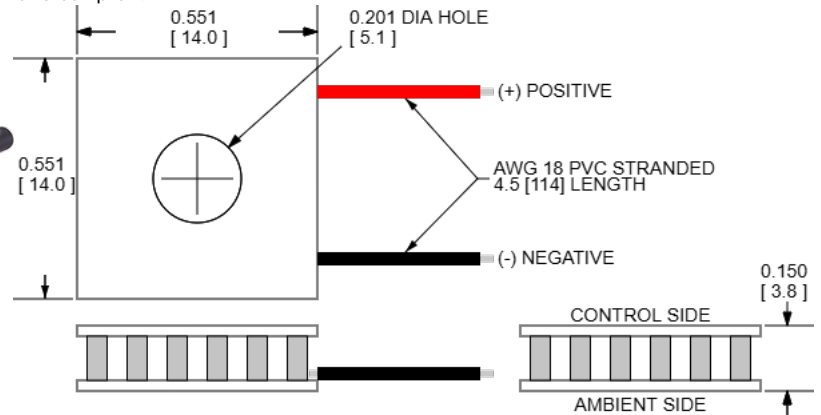 0.551
[ 14.0 ]
0.201 DIA HOLE
[ 5.1 ]
(+) POSITIVE
0.551
[ 14.0 ]
AWG 18 PVC STRANDED
4.5 [114] LENGTH
(-) NEGATIVE
0.150
[ 3.8 ]
CONTROL SIDE
AMBIENT SIDE